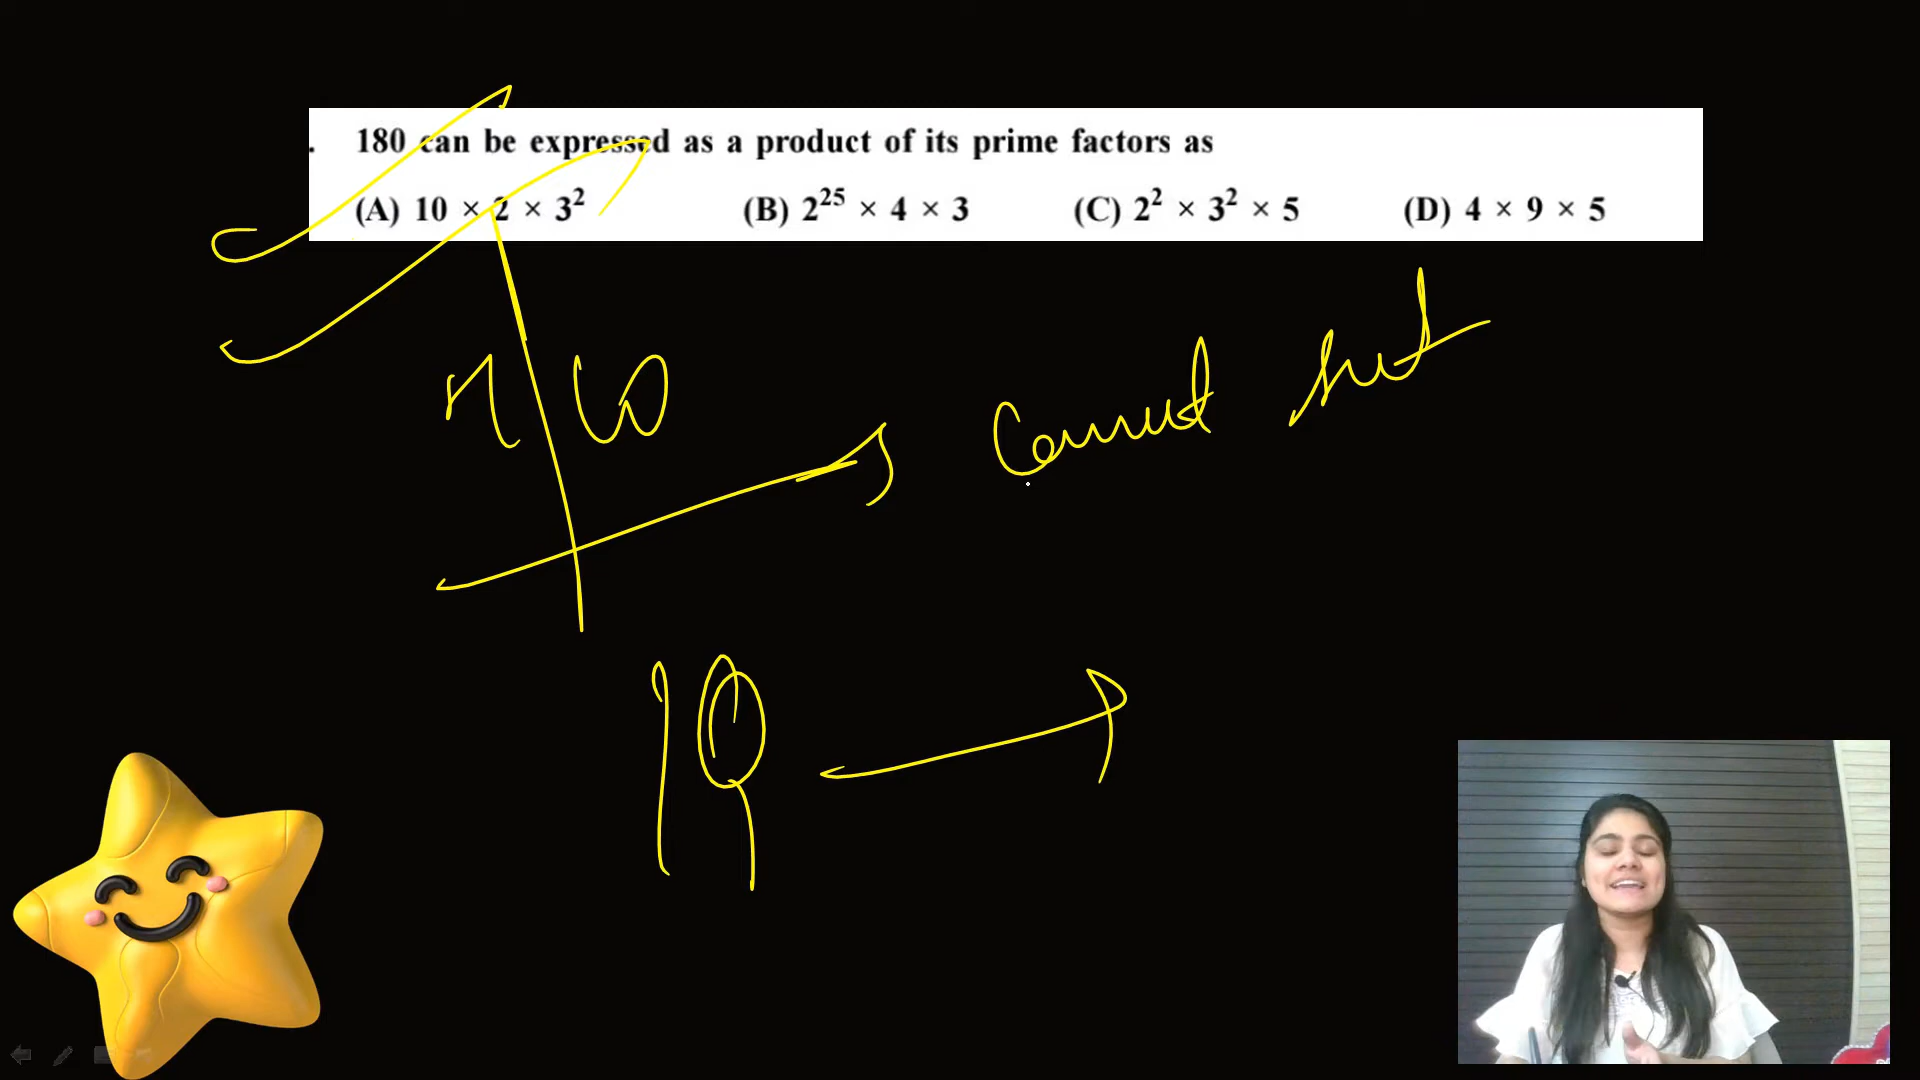 . 180 can be expressed as a product of its prime factors as
(A) 10 × 2 × 3² (B) 2²⁵ × 4 × 3 (C) 2² × 3² × 5 (D) 4 × 9 × 5